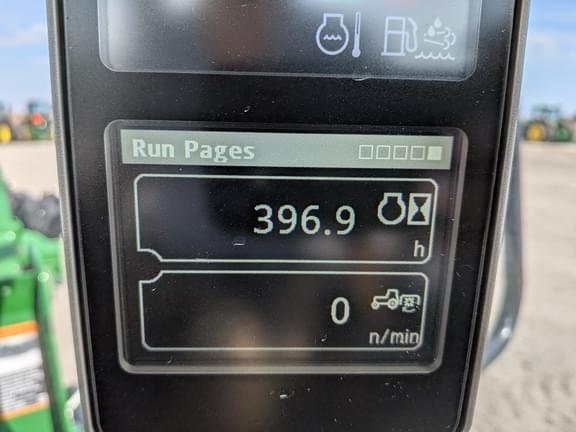 Run Pages
396.9
h
0
n/min